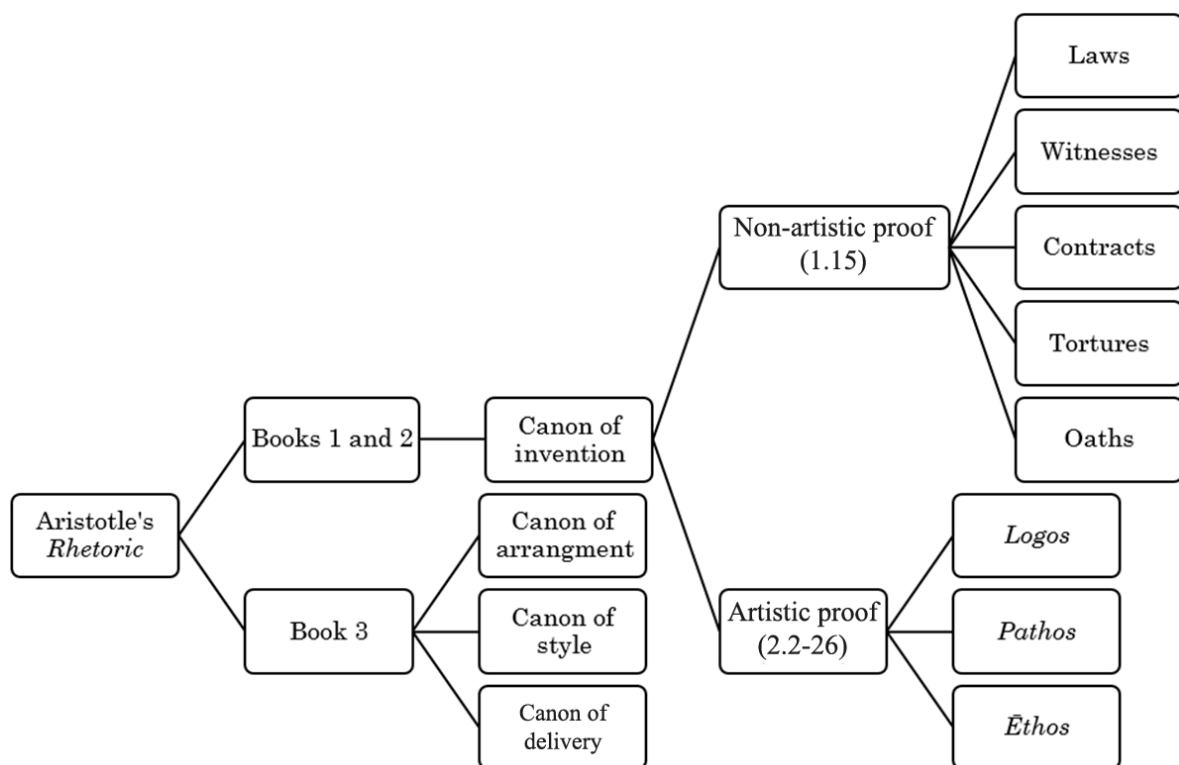 Aristotle's
Rhetoric
Books 1 and 2
Canon of
invention
Non-artistic proof
(1.15)
Laws
Witnesses
Contracts
Tortures
Oaths
Artistic proof
(2.2-26)
Logos
Pathos
Ēthos
Book 3
Canon of
arrangment
Canon of
style
Canon of
delivery